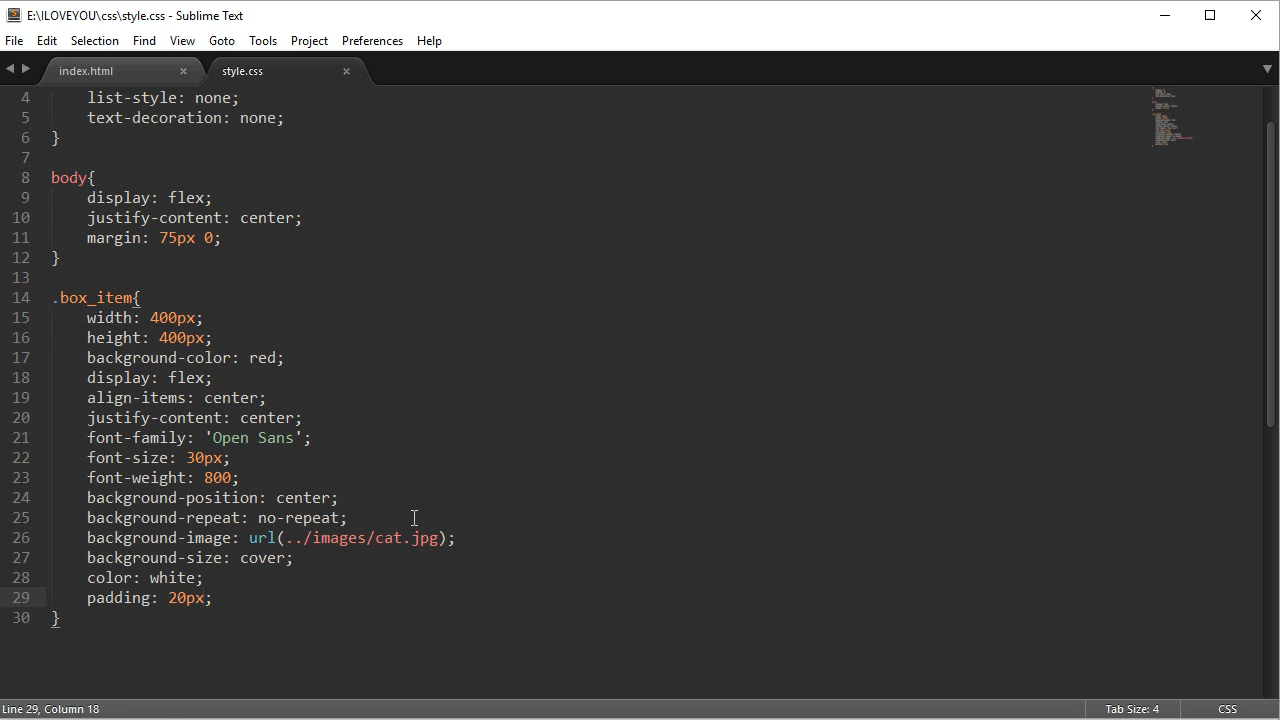 E:\ILOVEYOU\css\style.css - Sublime Text
File Edit Selection Find View Goto Tools Project Preferences Help
index.html × style.css ×
4 list-style: none;
5 text-decoration: none;
6 }
7
8 body{
9 display: flex;
10 justify-content: center;
11 margin: 75px 0;
12 }
13
14 .box_item{
15 width: 400px;
16 height: 400px;
17 background-color: red;
18 display: flex;
19 align-items: center;
20 justify-content: center;
21 font-family: 'Open Sans';
22 font-size: 30px;
23 font-weight: 800;
24 background-position: center;
25 background-repeat: no-repeat;
26 background-image: url(../images/cat.jpg);
27 background-size: cover;
28 color: white;
29 padding: 20px;
30 }
Line 29, Column 18 Tab Size: 4 CSS